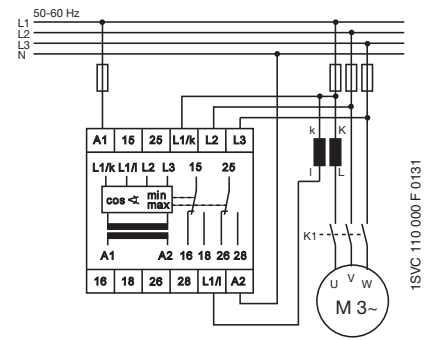 50-60 Hz
L1
L2
L3
N
A1 15 25 L1/k L2 L3
L1/k L1/l L2 L3 15 25
cos ∢ min
max
A1 A2 16 18 26 28
16 18 26 28 L1/l A2
k K
l L
K1
U V W
M 3~
1SVC 110 000 F 0131